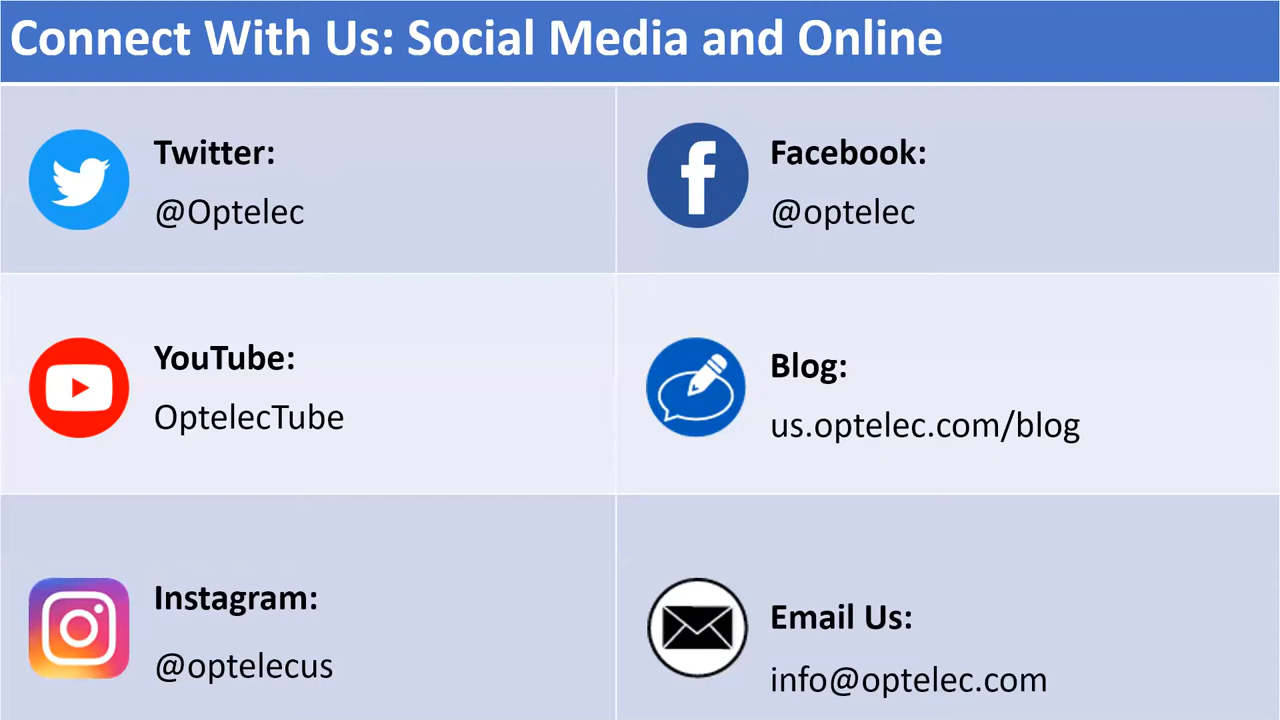 Connect With Us: Social Media and Online
Twitter:
@Optelec
Facebook:
@optelec
YouTube:
OptelecTube
Blog:
us.optelec.com/blog
Instagram:
@optelecus
Email Us:
info@optelec.com